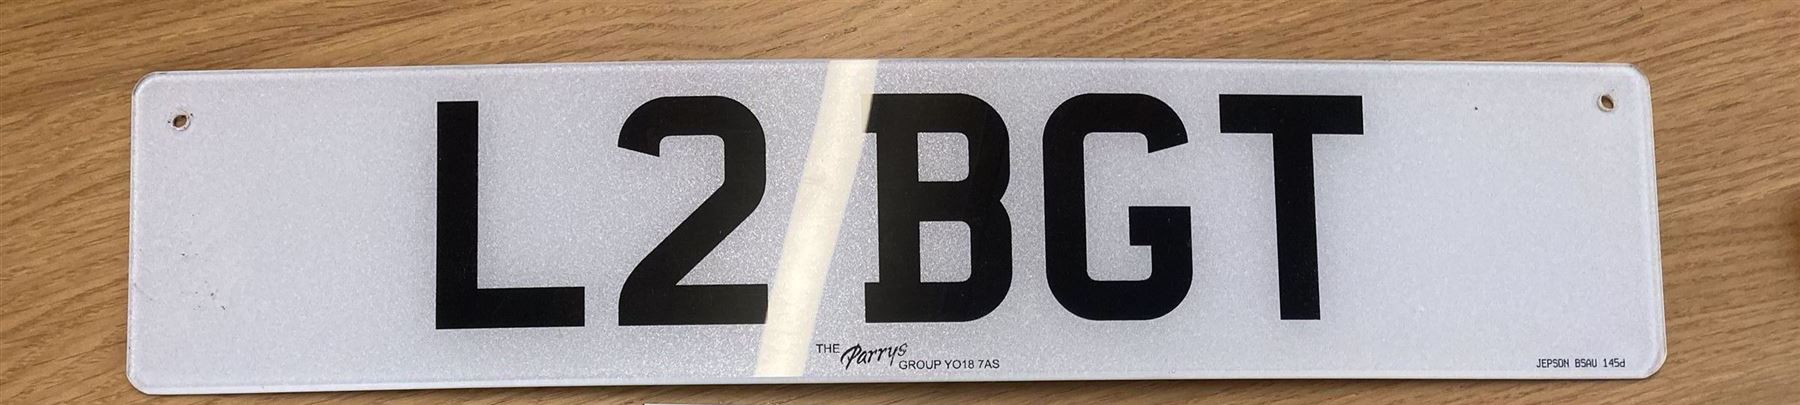 L2 BGT
THE Parrys GROUP YO18 7AS
JEPSON BSAU 145d